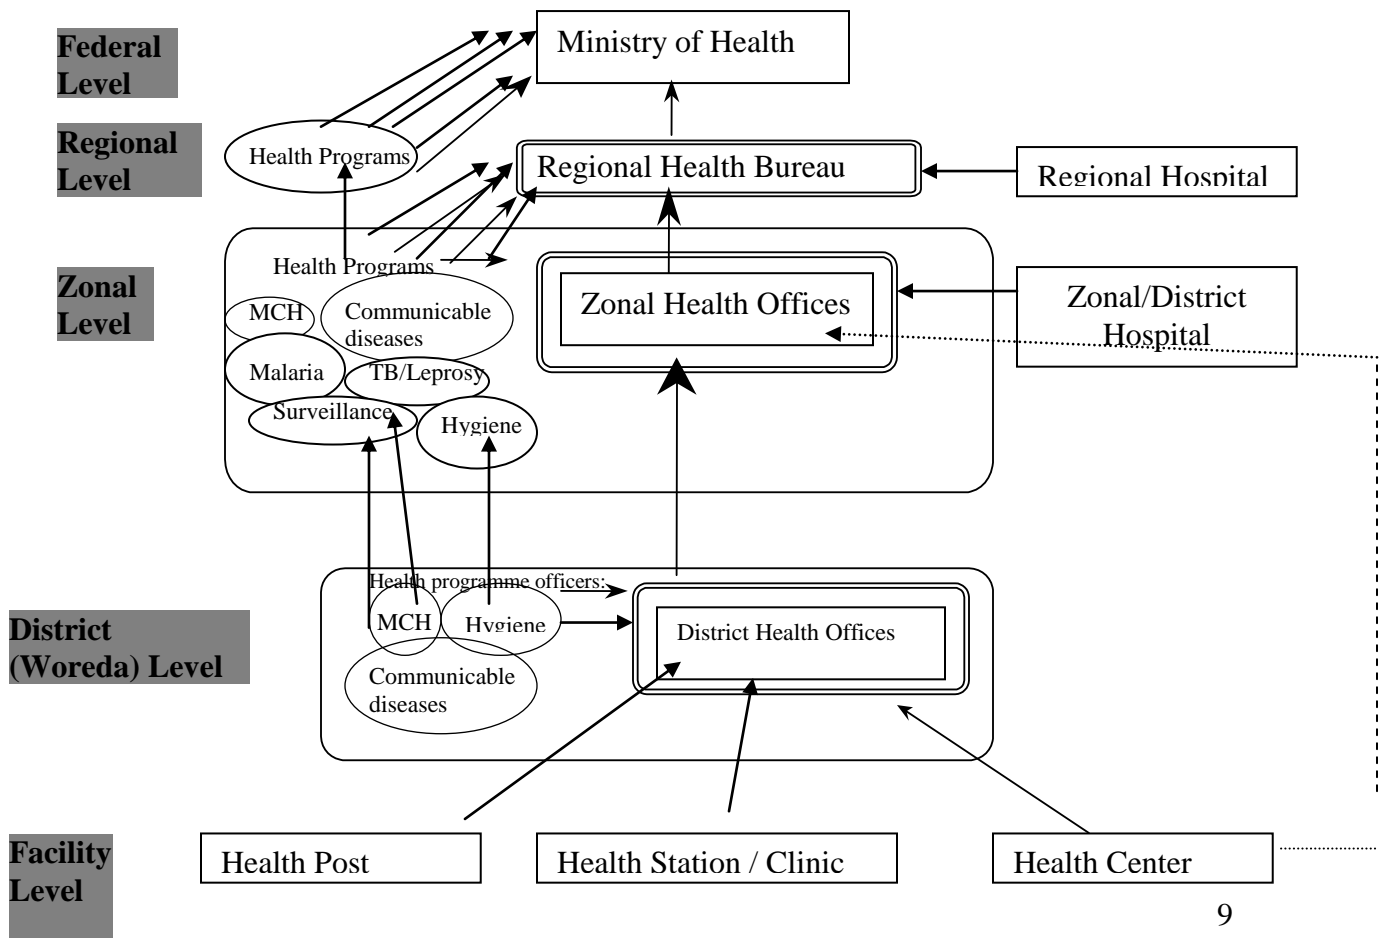 Federal
Level
Ministry of Health
Regional
Level
Health Programs
Regional Health Bureau
Regional Hospital
Zonal
Level
Health Programs
MCH
Communicable
diseases
Malaria
TB/Leprosy
Surveillance
Hygiene
Zonal Health Offices
Zonal/District
Hospital
District
(Woreda) Level
Health programme officers:
MCH
Hygiene
Communicable
diseases
District Health Offices
Facility
Level
Health Post
Health Station / Clinic
Health Center
9